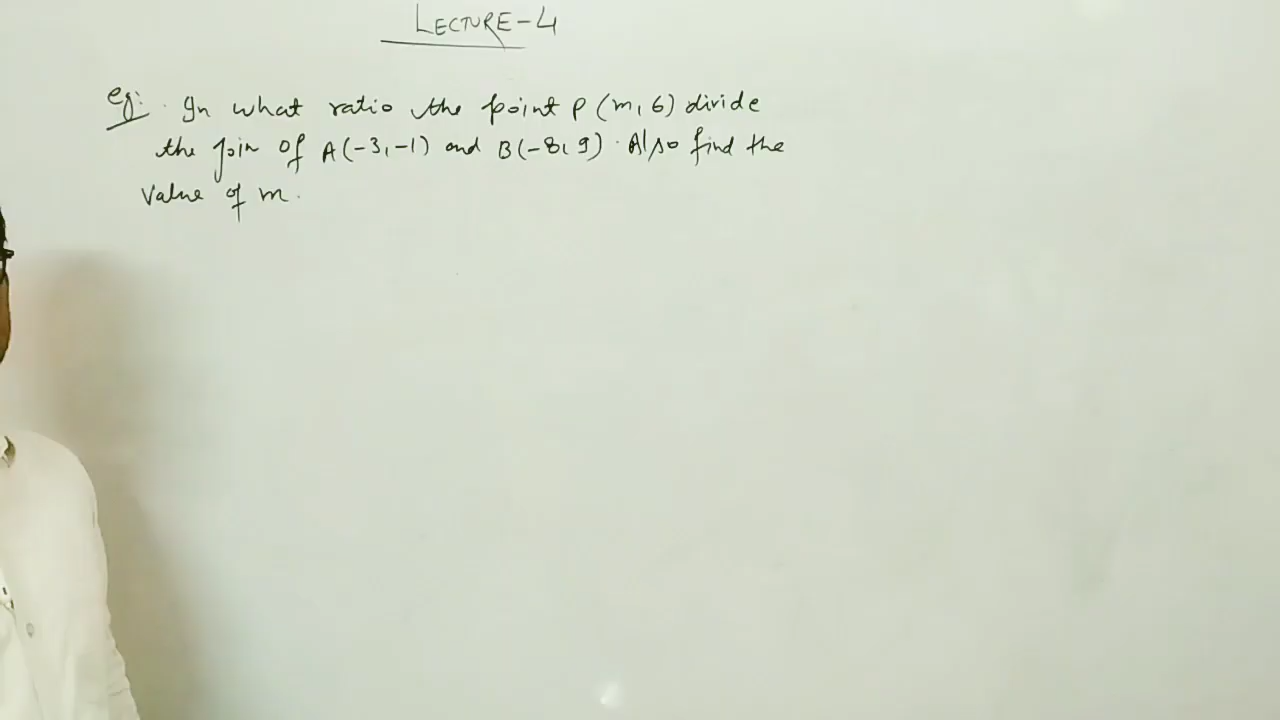 LECTURE-4
eg: In what ratio the point P(m,6) divide
the join of A(-3,-1) and B(-8,9). Also find the
value of m.